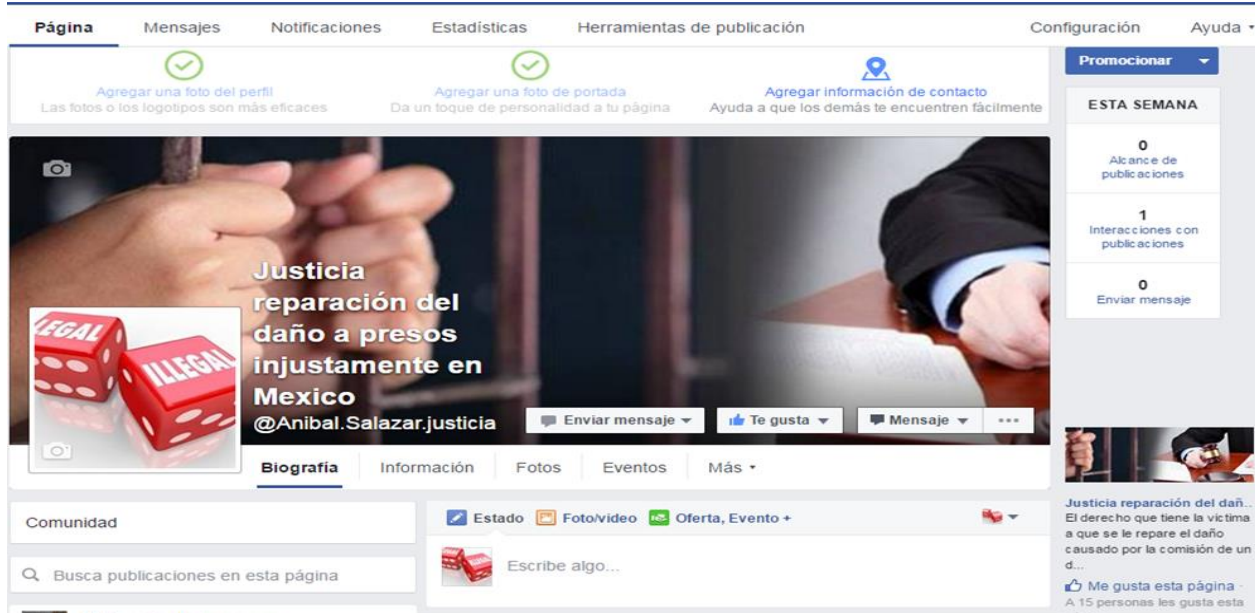 Página Mensajes Notificaciones Estadísticas Herramientas de publicación Configuración Ayuda
Agregar una foto del perfil
Las fotos o los logotipos son más eficaces
Agregar una foto de portada
Da un toque de personalidad a tu página
Agregar información de contacto
Ayuda a que los demás te encuentren fácilmente
Promocionar
ESTA SEMANA
0
Alcance de
publicaciones
1
Interacciones con
publicaciones
0
Enviar mensaje
LEGAL
ILLEGAL
Justicia
reparación del
daño a presos
injustamente en
Mexico
@Anibal.Salazar.justicia
Enviar mensaje Te gusta Mensaje ...
Biografía Información Fotos Eventos Más
Comunidad
Busca publicaciones en esta página
Estado Foto/video Oferta, Evento +
Escribe algo...
Justicia reparación del dañ...
El derecho que tiene la victima
a que se le repare el daño
causado por la comisión de un
d...
Me gusta esta página ·
A 15 personas les gusta esta